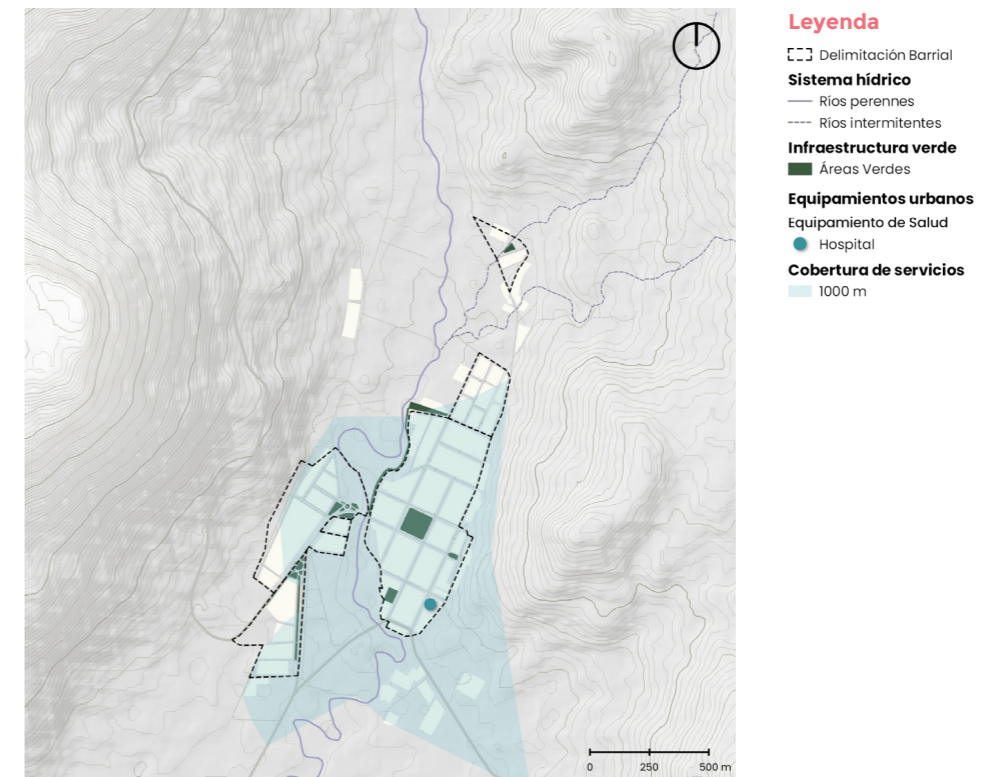 Leyenda
Delimitación Barrial
Sistema hídrico
Ríos perennes
Ríos intermitentes
Infraestructura verde
Áreas Verdes
Equipamientos urbanos
Equipamiento de Salud
Hospital
Cobertura de servicios
1000 m
0 250 500 m